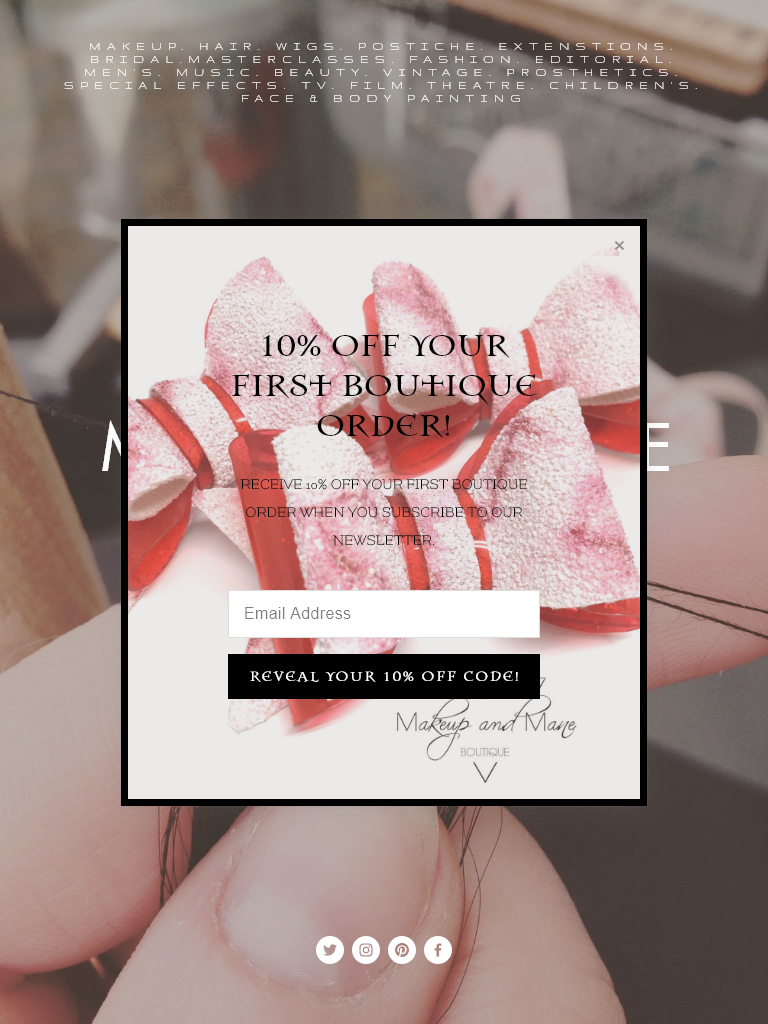 MAKEUP. HAIR. WIGS. POSTICHE. EXTENSTIONS.
BRIDAL.MASTERCLASSES. FASHION. EDITORIAL.
MEN'S. MUSIC. BEAUTY. VINTAGE. PROSTHETICS.
SPECIAL EFFECTS. TV. FILM. THEATRE. CHILDREN'S.
FACE & BODY PAINTING
×
10% OFF YOUR
FIRST BOUTIQUE
ORDER!
RECEIVE 10% OFF YOUR FIRST BOUTIQUE
ORDER WHEN YOU SUBSCRIBE TO OUR
NEWSLETTER.
Email Address
REVEAL YOUR 10% OFF CODE!
Makeup and Mane
BOUTIQUE